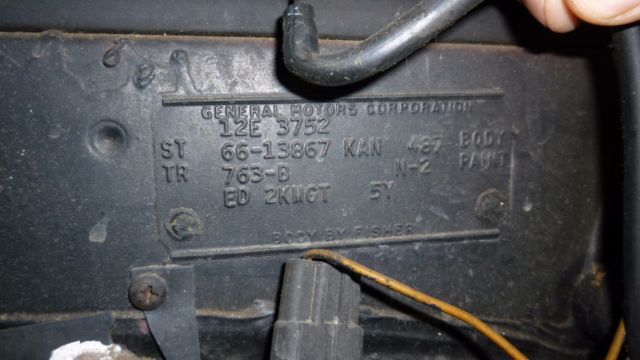 GENERAL MOTORS CORPORATION
12E 3752
ST 66-13867 KAN 487 BODY
TR 763-B N-2 PAINT
ED 2KMGT 5Y
BODY BY FISHER